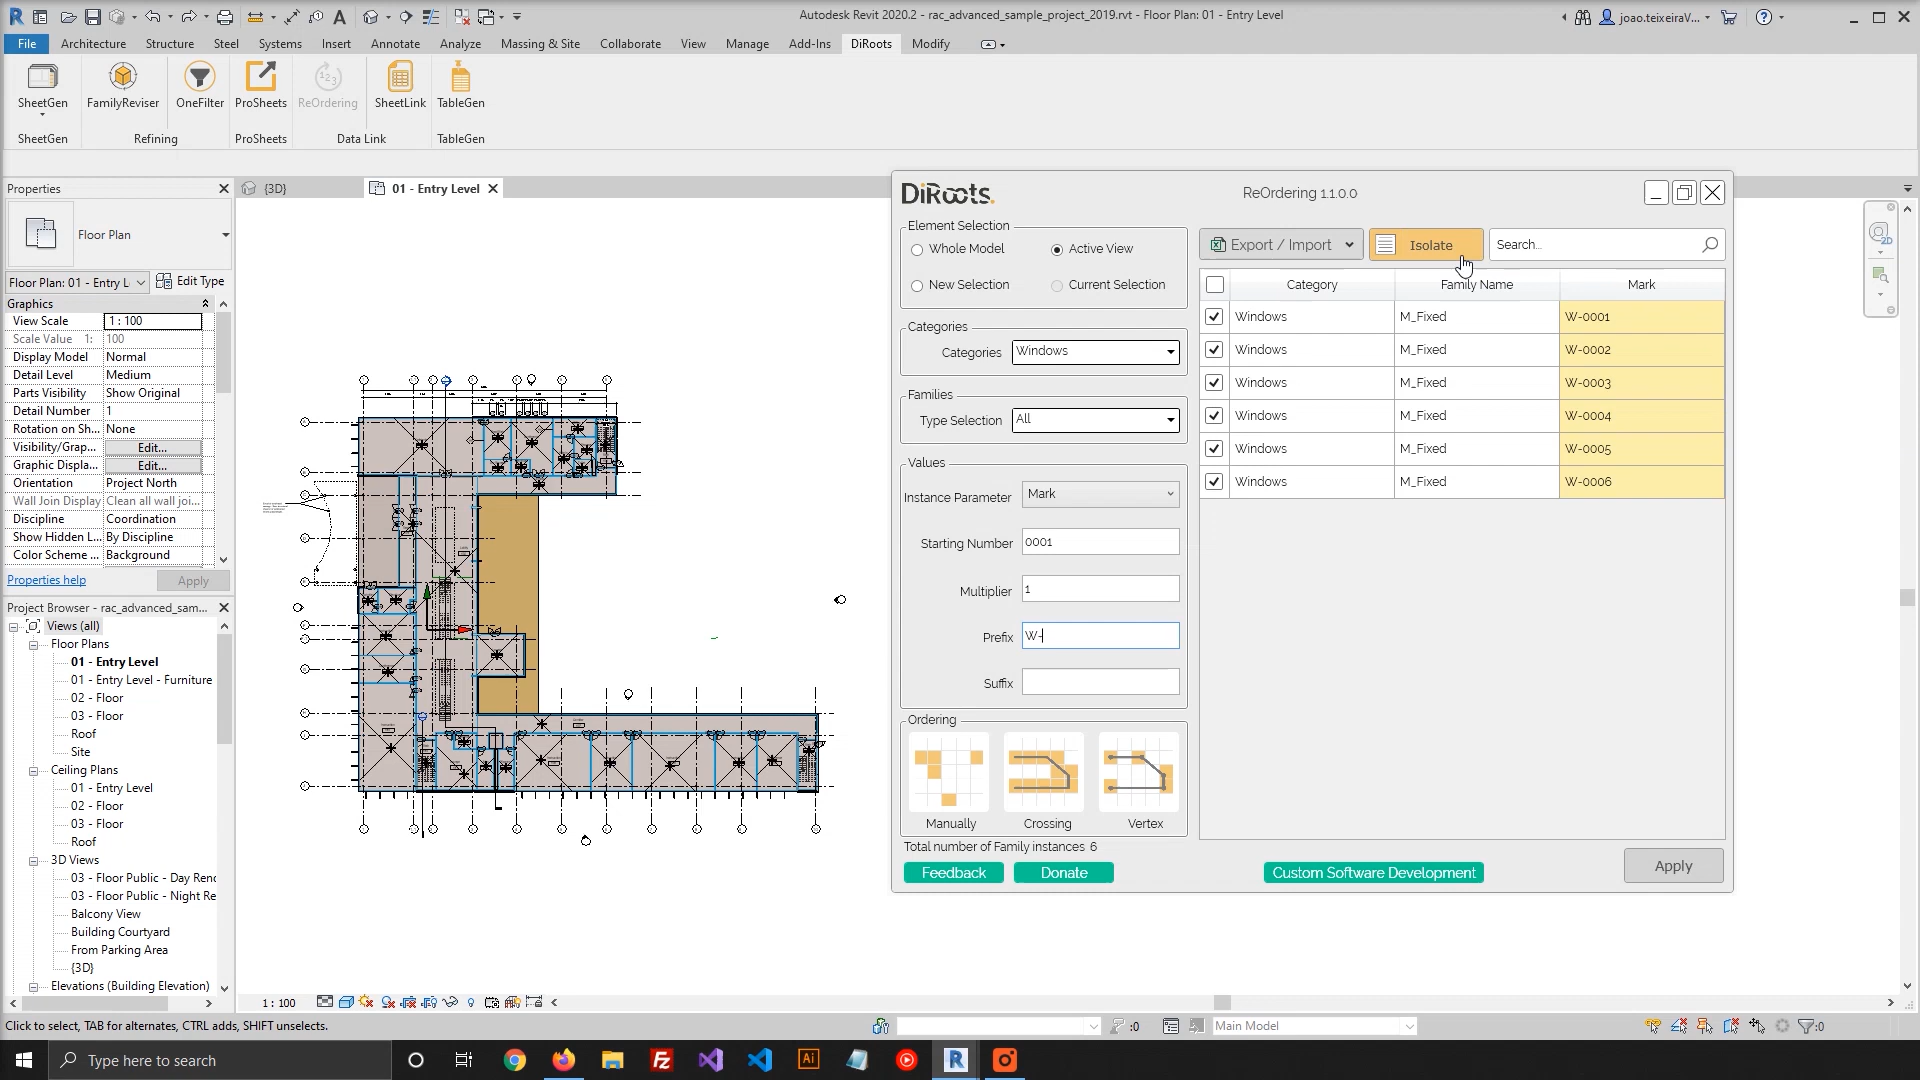 Autodesk Revit 2020.2 - rac_advanced_sample_project_2019.rvt - Floor Plan: 01 - Entry Level
joao.teixeiraV...
File Architecture Structure Steel Systems Insert Annotate Analyze Massing & Site Collaborate View Manage Add-Ins DiRoots Modify
SheetGen FamilyReviser OneFilter ProSheets ReOrdering SheetLink TableGen
SheetGen Refining ProSheets Data Link TableGen
Properties
{3D}
01 - Entry Level
Floor Plan
Floor Plan: 01 - Entry L
Edit Type
Graphics
View Scale 1 : 100
Scale Value 1: 100
Display Model Normal
Detail Level Medium
Parts Visibility Show Original
Detail Number 1
Rotation on Sh... None
Visibility/Grap... Edit...
Graphic Displa... Edit...
Orientation Project North
Wall Join Display Clean all wall joi...
Discipline Coordination
Show Hidden L... By Discipline
Color Scheme ... Background
Properties help Apply
Project Browser - rac_advanced_sam...
Views (all)
Floor Plans
01 - Entry Level
01 - Entry Level - Furniture
02 - Floor
03 - Floor
Roof
Site
Ceiling Plans
01 - Entry Level
02 - Floor
03 - Floor
Roof
3D Views
03 - Floor Public - Day Rend
03 - Floor Public - Night Re
Balcony View
Building Courtyard
From Parking Area
{3D}
Elevations (Building Elevation)
DiRoots.
ReOrdering 1.1.0.0
Element Selection
Whole Model
Active View
New Selection
Current Selection
Categories
Categories Windows
Families
Type Selection All
Values
Instance Parameter Mark
Starting Number 0001
Multiplier 1
Prefix W-
Suffix
Ordering
Manually Crossing Vertex
Total number of Family instances 6
Feedback Donate
Export / Import
Isolate
Search...
Category Family Name Mark
Windows M_Fixed W-0001
Windows M_Fixed W-0002
Windows M_Fixed W-0003
Windows M_Fixed W-0004
Windows M_Fixed W-0005
Windows M_Fixed W-0006
Custom Software Development
Apply
1 : 100
Click to select, TAB for alternates, CTRL adds, SHIFT unselects.
:0
Main Model
:0
Type here to search